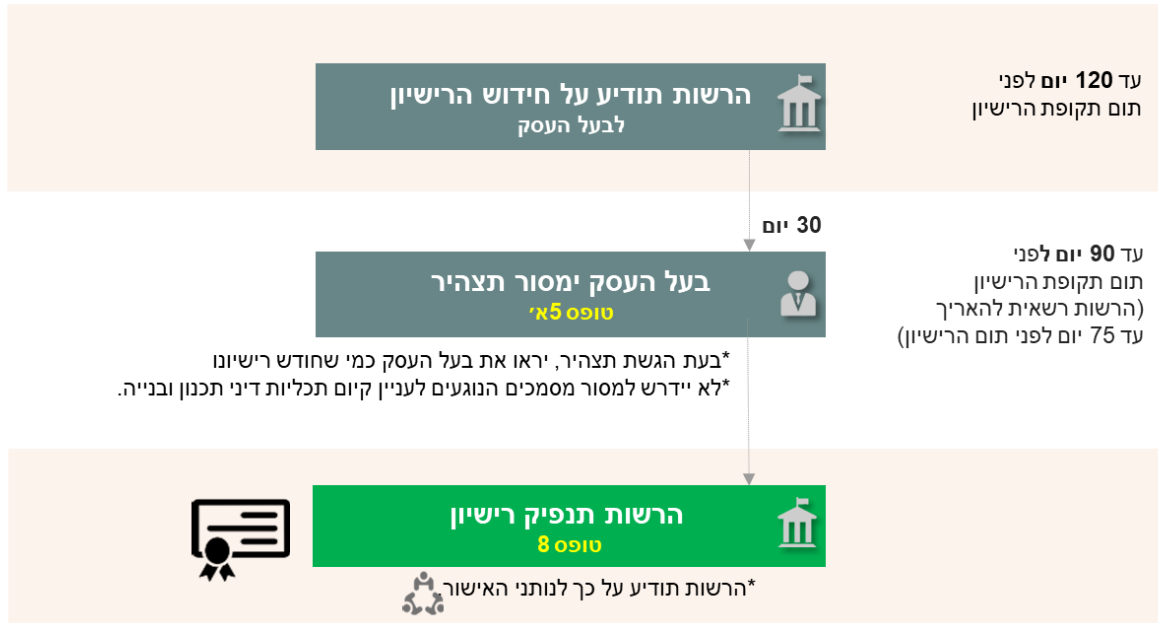 עד 120 יום לפני
תום תקופת הרישיון
הרשות תודיע על חידוש הרישיון
לבעל העסק
30 יום
עד 90 יום לפני
תום תקופת הרישיון
(הרשות רשאית להאריך
עד 75 יום לפני תום הרישיון)
בעל העסק ימסור תצהיר
טופס 5א׳
*בעת הגשת תצהיר, יראו את בעל העסק כמי שחודש רישיונו
*לא יידרש למסור מסמכים הנוגעים לעניין קיום תכליות דיני תכנון ובנייה.
הרשות תנפיק רישיון
טופס 8
*הרשות תודיע על כך לנותני האישור.